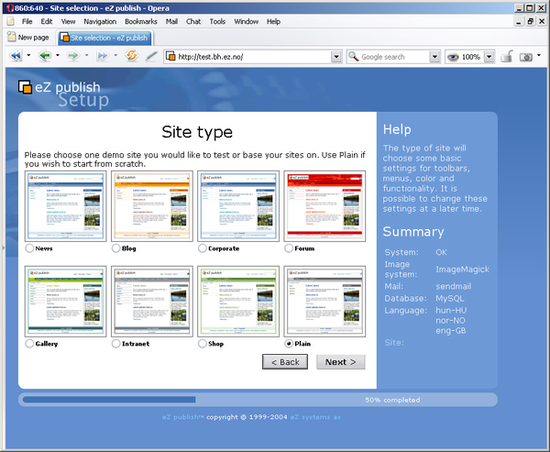 860:640 - Site selection - eZ publish - Opera
File Edit View Navigation Bookmarks Mail Chat Tools Window Help
New page
Site selection - eZ publish
http://test.bh.ez.no/
Google search
100%
eZ publish
Setup
Site type
Please choose one demo site you would like to test or base your sites on. Use Plain if
you wish to start from scratch.
News Blog Corporate Forum
Gallery Intranet Shop Plain
< Back Next >
Help
The type of site will
choose some basic
settings for toolbars,
menus, color and
functionality. It is
possible to change these
settings at a later time.
Summary
System: OK
Image
system: ImageMagick
Mail: sendmail
Database: MySQL
Language: hun-HU
nor-NO
eng-GB
Site:
50% completed
eZ publish™ copyright © 1999-2004 eZ systems as